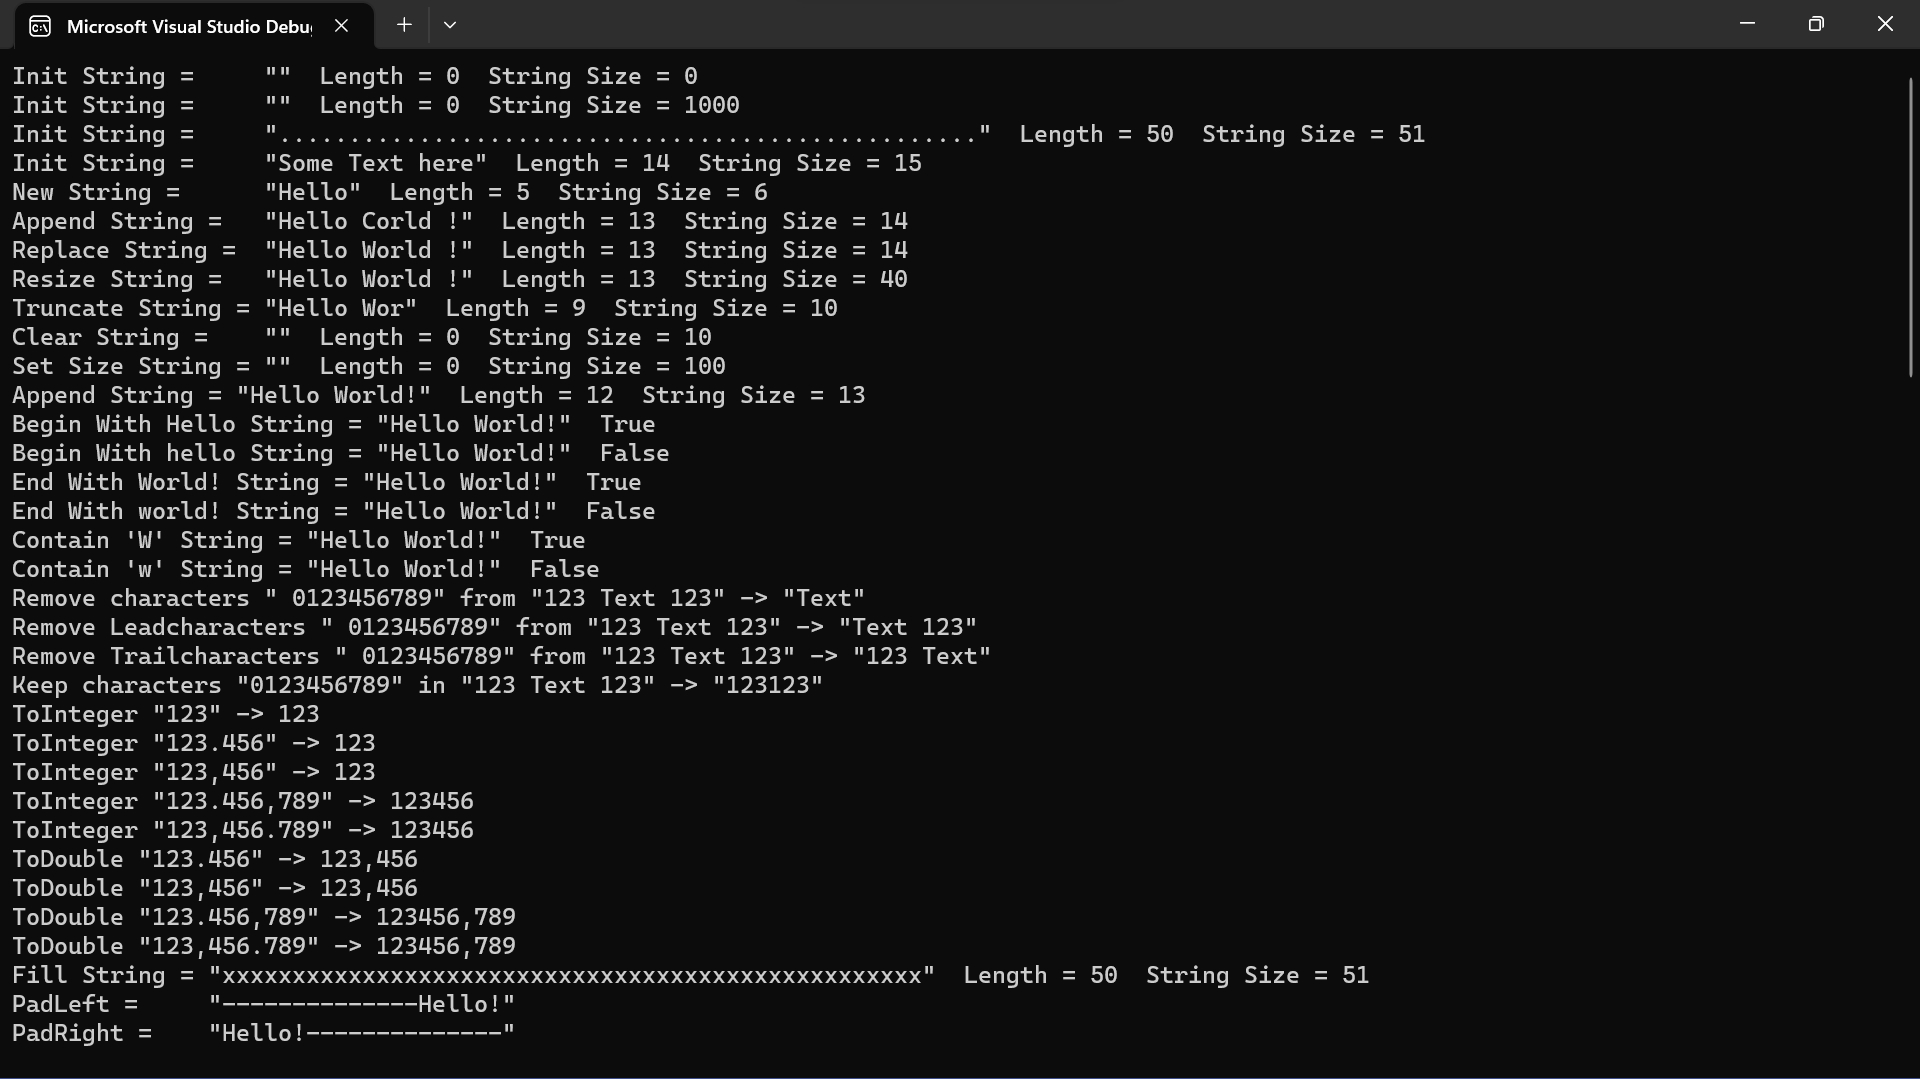 Microsoft Visual Studio Debu
Init String =     ""  Length = 0  String Size = 0
Init String =     ""  Length = 0  String Size = 1000
Init String =     ".................................................."  Length = 50  String Size = 51
Init String =     "Some Text here"  Length = 14  String Size = 15
New String =      "Hello"  Length = 5  String Size = 6
Append String =   "Hello Corld !"  Length = 13  String Size = 14
Replace String =  "Hello World !"  Length = 13  String Size = 14
Resize String =   "Hello World !"  Length = 13  String Size = 40
Truncate String = "Hello Wor"  Length = 9  String Size = 10
Clear String =    ""  Length = 0  String Size = 10
Set Size String = ""  Length = 0  String Size = 100
Append String = "Hello World!"  Length = 12  String Size = 13
Begin With Hello String = "Hello World!"  True
Begin With hello String = "Hello World!"  False
End With World! String = "Hello World!"  True
End With world! String = "Hello World!"  False
Contain 'W' String = "Hello World!"  True
Contain 'w' String = "Hello World!"  False
Remove characters " 0123456789" from "123 Text 123" -> "Text"
Remove Leadcharacters " 0123456789" from "123 Text 123" -> "Text 123"
Remove Trailcharacters " 0123456789" from "123 Text 123" -> "123 Text"
Keep characters "0123456789" in "123 Text 123" -> "123123"
ToInteger "123" -> 123
ToInteger "123.456" -> 123
ToInteger "123,456" -> 123
ToInteger "123.456,789" -> 123456
ToInteger "123,456.789" -> 123456
ToDouble "123.456" -> 123,456
ToDouble "123,456" -> 123,456
ToDouble "123.456,789" -> 123456,789
ToDouble "123,456.789" -> 123456,789
Fill String = "xxxxxxxxxxxxxxxxxxxxxxxxxxxxxxxxxxxxxxxxxxxxxxxxxx"  Length = 50  String Size = 51
PadLeft =     "--------------Hello!"
PadRight =    "Hello!--------------"